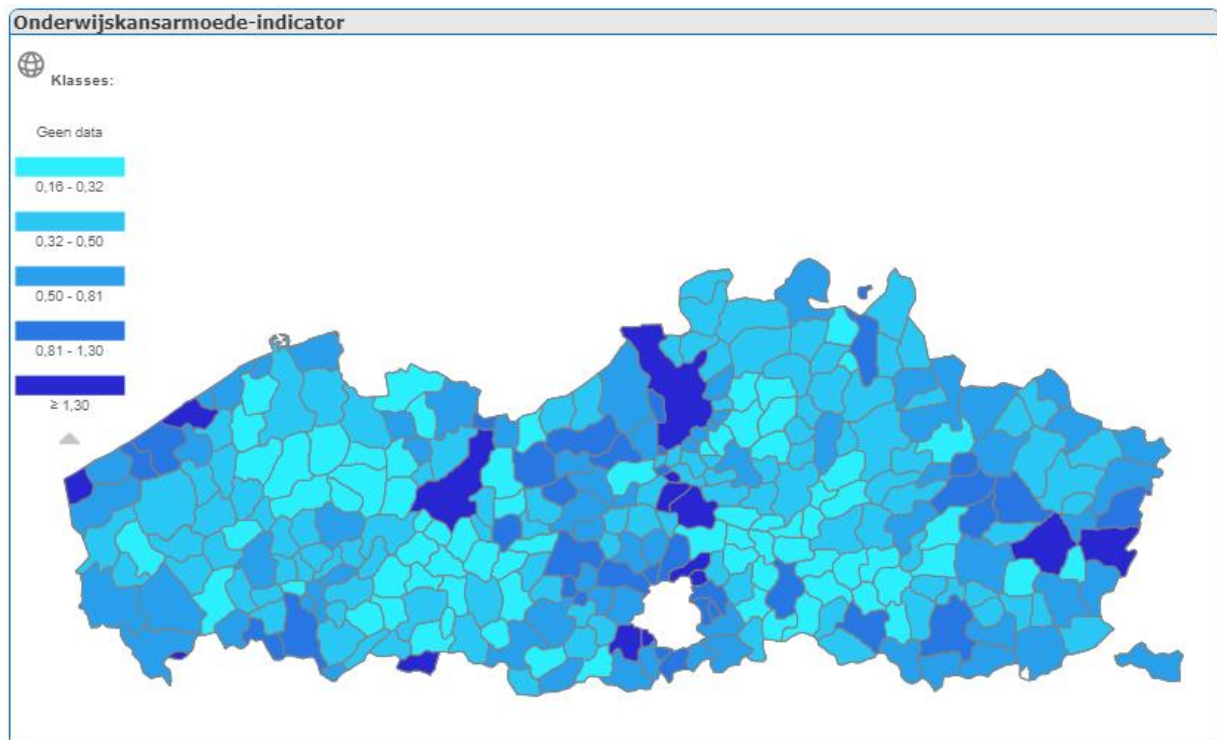 Onderwijskansarmoede-indicator
Klasses:
Geen data
0,16 - 0,32
0,32 - 0,50
0,50 - 0,81
0,81 - 1,30
≥ 1,30